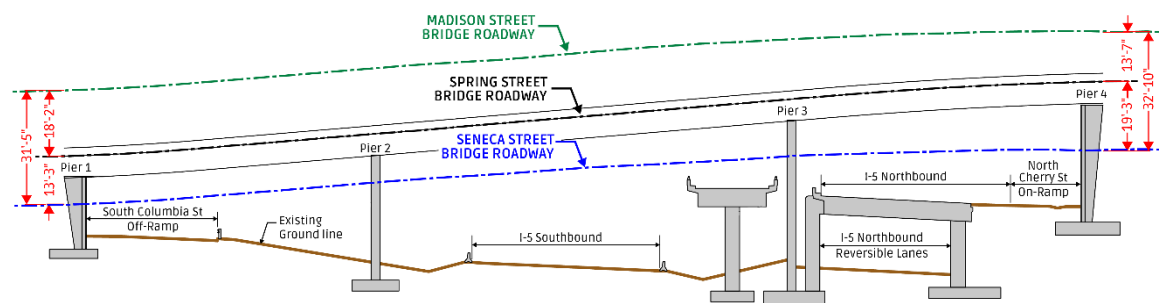 MADISON STREET
BRIDGE ROADWAY
SPRING STREET
BRIDGE ROADWAY
SENECA STREET
BRIDGE ROADWAY
31'-5"
18'-2"
13'-3"
13'-7"
19'-3"
32'-10"
Pier 1
Pier 2
Pier 3
Pier 4
South Columbia St
Off-Ramp
Existing
Ground line
I-5 Southbound
I-5 Northbound
North
Cherry St
On-Ramp
I-5 Northbound
Reversible Lanes